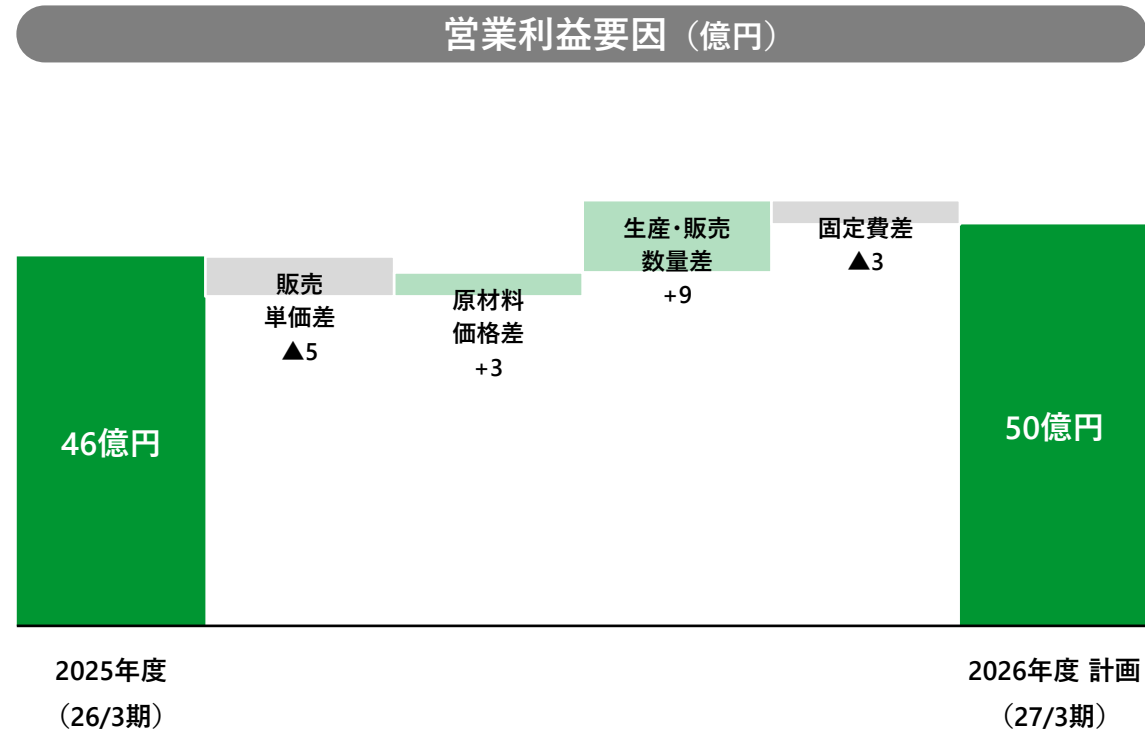 営業利益要因（億円）
46億円
販売
単価差
▲5
原材料
価格差
+3
生産･販売
数量差
+9
固定費差
▲3
50億円
2025年度
（26/3期）
2026年度 計画
（27/3期）